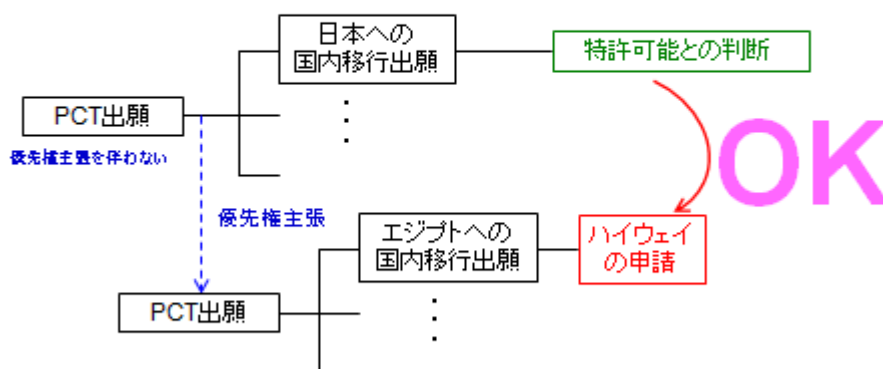 日本への
国内移行出願
特許可能との判断
PCT出願
優先権主張を伴わない
OK
優先権主張
エジプトへの
国内移行出願
ハイウェイ
の申請
PCT出願